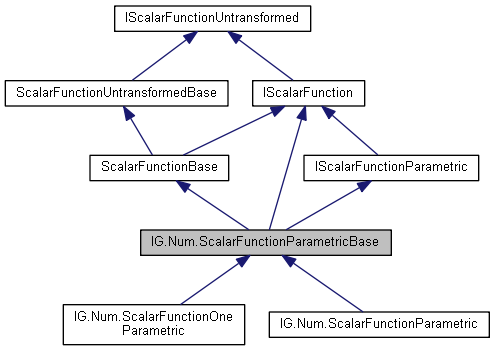 IScalarFunctionUntransformed
ScalarFunctionUntransformedBase
IScalarFunction
ScalarFunctionBase
IScalarFunctionParametric
IG.Num.ScalarFunctionParametricBase
IG.Num.ScalarFunctionOne
Parametric
IG.Num.ScalarFunctionParametric